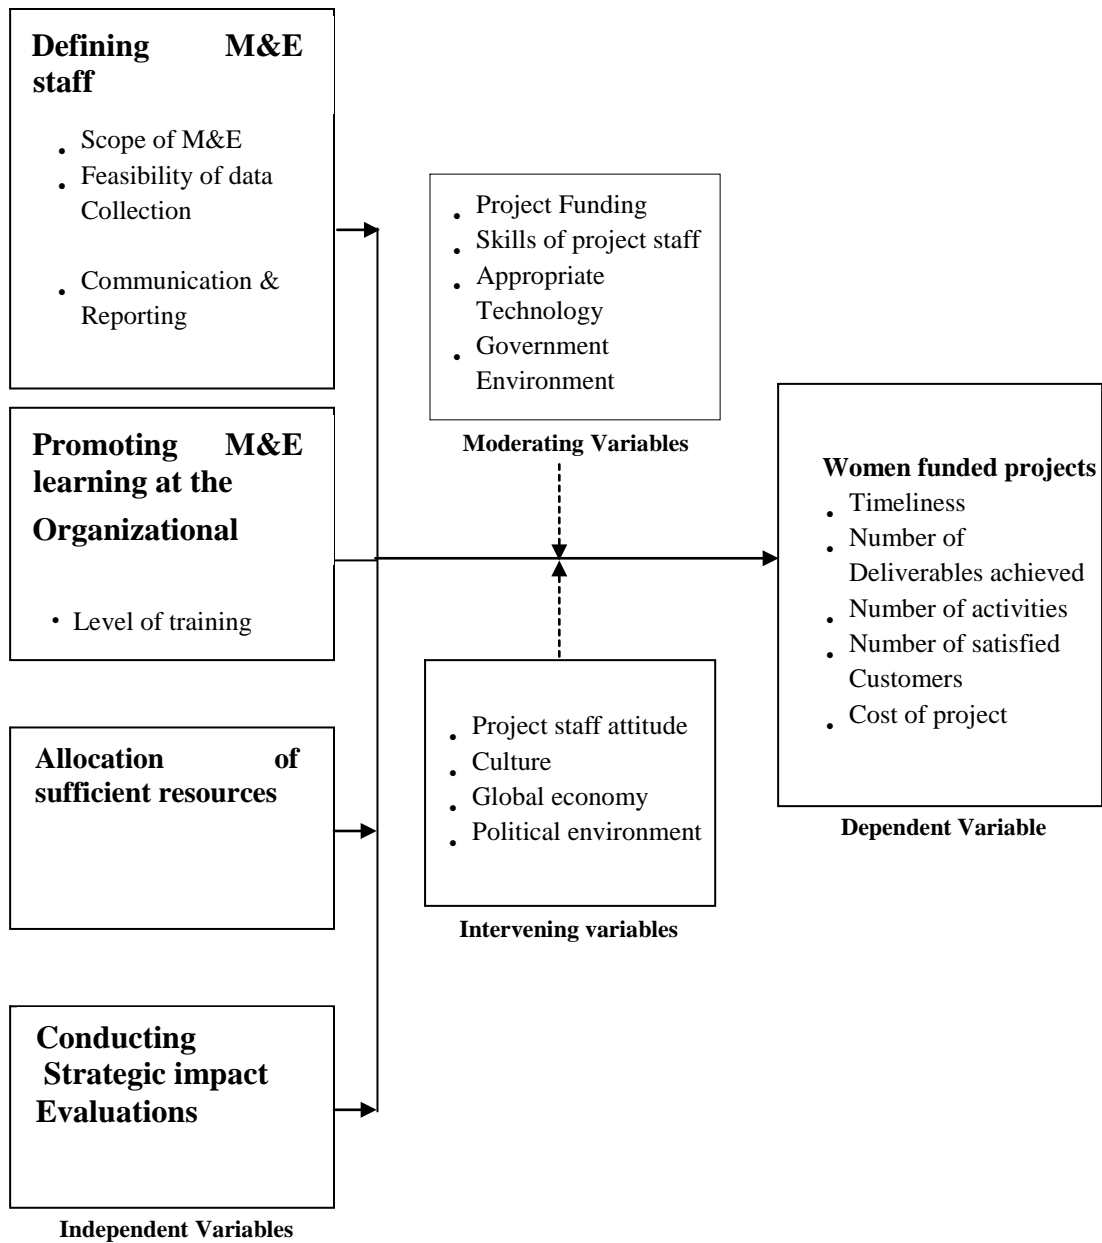 Defining M&E
staff
• Scope of M&E
• Feasibility of data
Collection
• Communication &
Reporting
Promoting M&E
learning at the
Organizational
• Level of training
Allocation of
sufficient resources
Conducting
Strategic impact
Evaluations
Independent Variables
• Project Funding
• Skills of project staff
• Appropriate
Technology
• Government
Environment
Moderating Variables
• Project staff attitude
• Culture
• Global economy
• Political environment
Intervening variables
Women funded projects
• Timeliness
• Number of
Deliverables achieved
• Number of activities
• Number of satisfied
Customers
• Cost of project
Dependent Variable